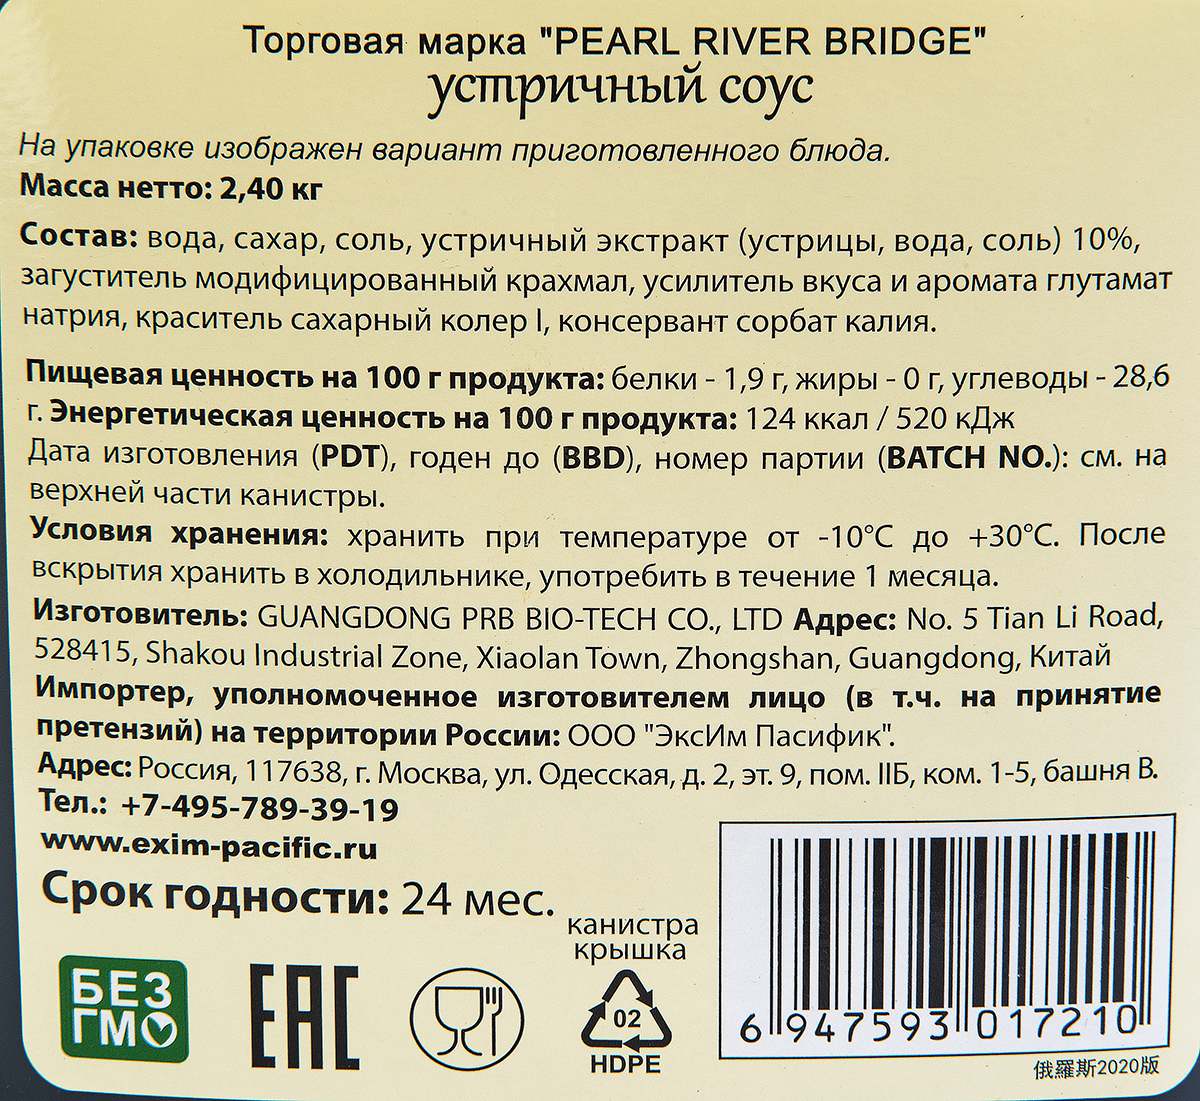 Торговая марка "PEARL RIVER BRIDGE"
устричный соус
На упаковке изображен вариант приготовленного блюда.
Масса нетто: 2,40 кг
Состав: вода, сахар, соль, устричный экстракт (устрицы, вода, соль) 10%,
загуститель модифицированный крахмал, усилитель вкуса и аромата глутамат
натрия, краситель сахарный колер I, консервант сорбат калия.
Пищевая ценность на 100 г продукта: белки - 1,9 г, жиры - 0 г, углеводы - 28,6
г. Энергетическая ценность на 100 г продукта: 124 ккал / 520 кДж
Дата изготовления (PDT), годен до (BBD), номер партии (BATCH NO.): см. на
верхней части канистры.
Условия хранения: хранить при температуре от -10°C до +30°C. После
вскрытия хранить в холодильнике, употребить в течение 1 месяца.
Изготовитель: GUANGDONG PRB BIO-TECH CO., LTD Адрес: No. 5 Tian Li Road,
528415, Shakou Industrial Zone, Xiaolan Town, Zhongshan, Guangdong, Китай
Импортер, уполномоченное изготовителем лицо (в т.ч. на принятие
претензий) на территории России: ООО "ЭксИм Пасифик".
Адрес: Россия, 117638, г. Москва, ул. Одесская, д. 2, эт. 9, пом. IIБ, ком. 1-5, башня В.
Тел.: +7-495-789-39-19
www.exim-pacific.ru
Срок годности: 24 мес.
канистра
крышка
БЕЗ
ГМО
EAC
02
HDPE
6 947593 017210
俄羅斯2020版